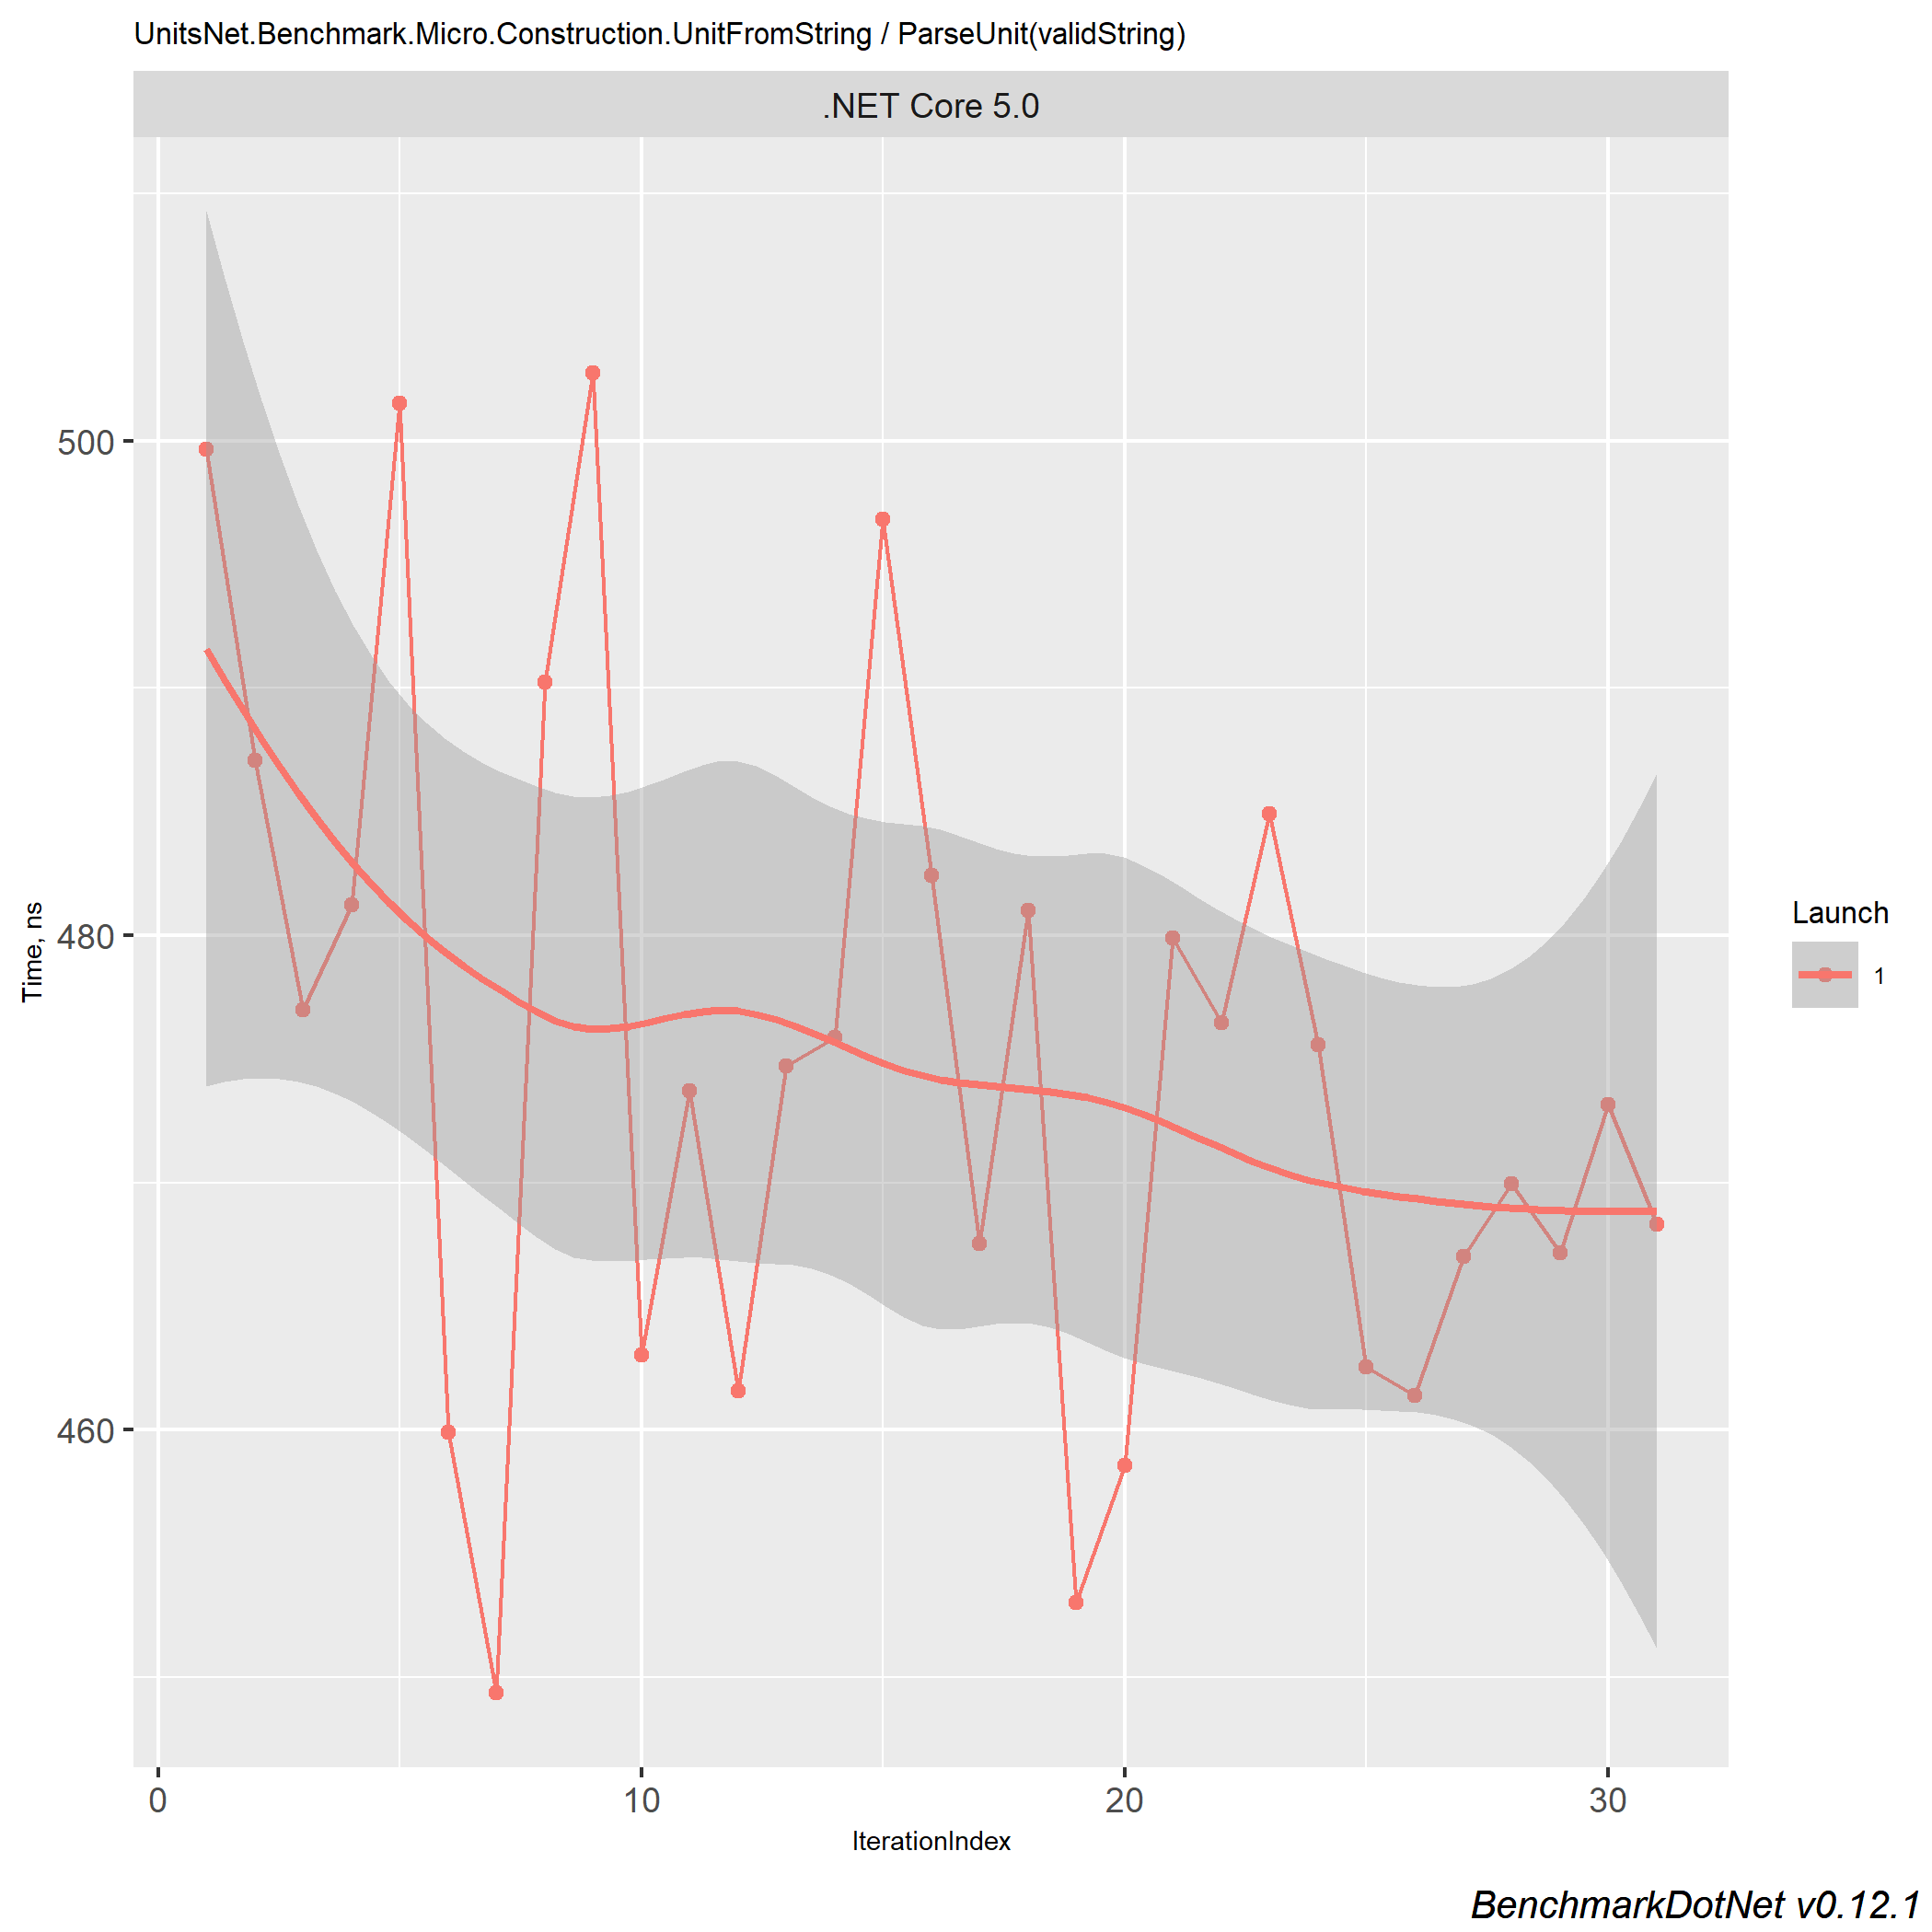 UnitsNet.Benchmark.Micro.Construction.UnitFromString / ParseUnit(validString)
.NET Core 5.0
500
480
460
Time, ns
0 10 20 30
IterationIndex
Launch
1
BenchmarkDotNet v0.12.1